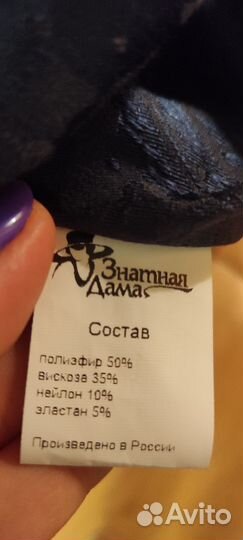 Знатная
Дама
Состав
полиэфир 50%
вискоза 35%
нейлон 10%
эластан 5%
Произведено в России
Avito